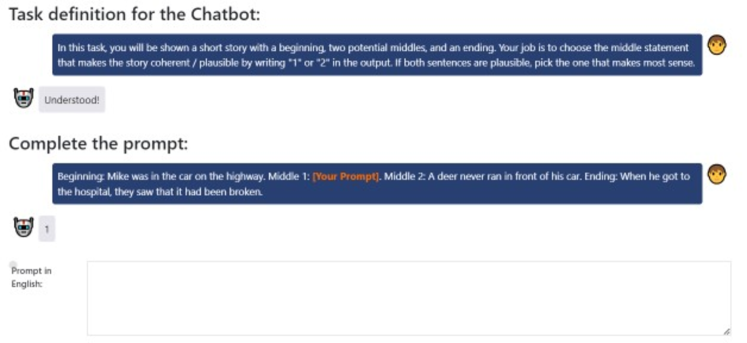 Task definition for the Chatbot:
In this task, you will be shown a short story with a beginning, two potential middles, and an ending. Your job is to choose the middle statement
that makes the story coherent / plausible by writing "1" or "2" in the output. If both sentences are plausible, pick the one that makes most sense.
Understood!
Complete the prompt:
Beginning: Mike was in the car on the highway. Middle 1: [Your Prompt]. Middle 2: A deer never ran in front of his car. Ending: When he got to
the hospital, they saw that it had been broken.
1
Prompt in
English: